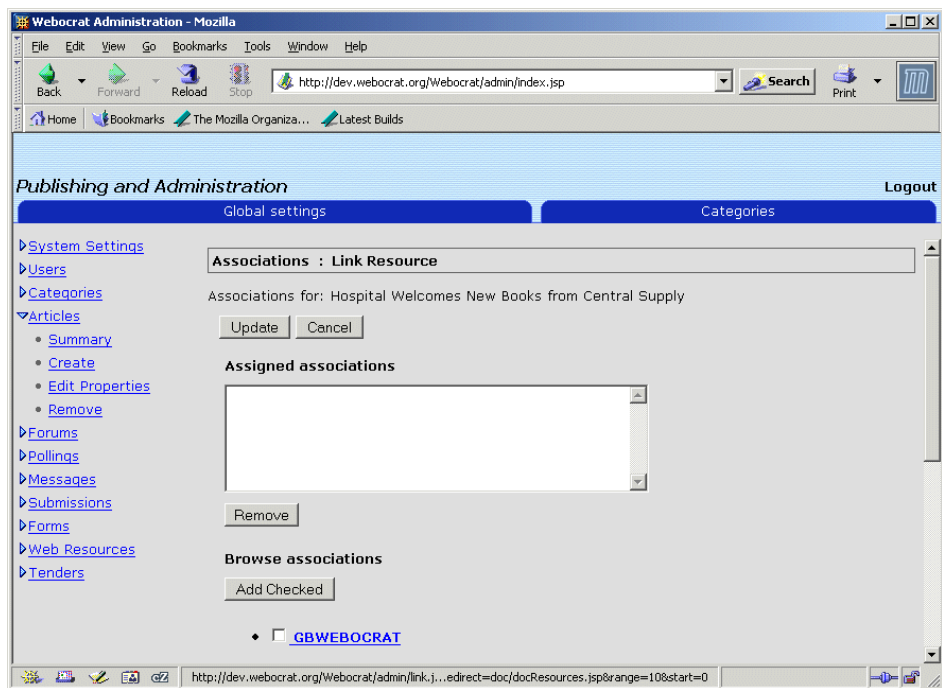 Webocrat Administration - Mozilla
File Edit View Go Bookmarks Tools Window Help
Back Forward Reload Stop http://dev.webocrat.org/Webocrat/admin/index.jsp Search Print
Home Bookmarks The Mozilla Organiza... Latest Builds
Publishing and Administration Logout
Global settings Categories
System Settings
Users
Categories
Articles
Summary
Create
Edit Properties
Remove
Forums
Pollings
Messages
Submissions
Forms
Web Resources
Tenders
Associations : Link Resource
Associations for: Hospital Welcomes New Books from Central Supply
Update Cancel
Assigned associations
Remove
Browse associations
Add Checked
GBWEBOCRAT
http://dev.webocrat.org/Webocrat/admin/link.j...edirect=doc/docResources.jsp&range=10&start=0